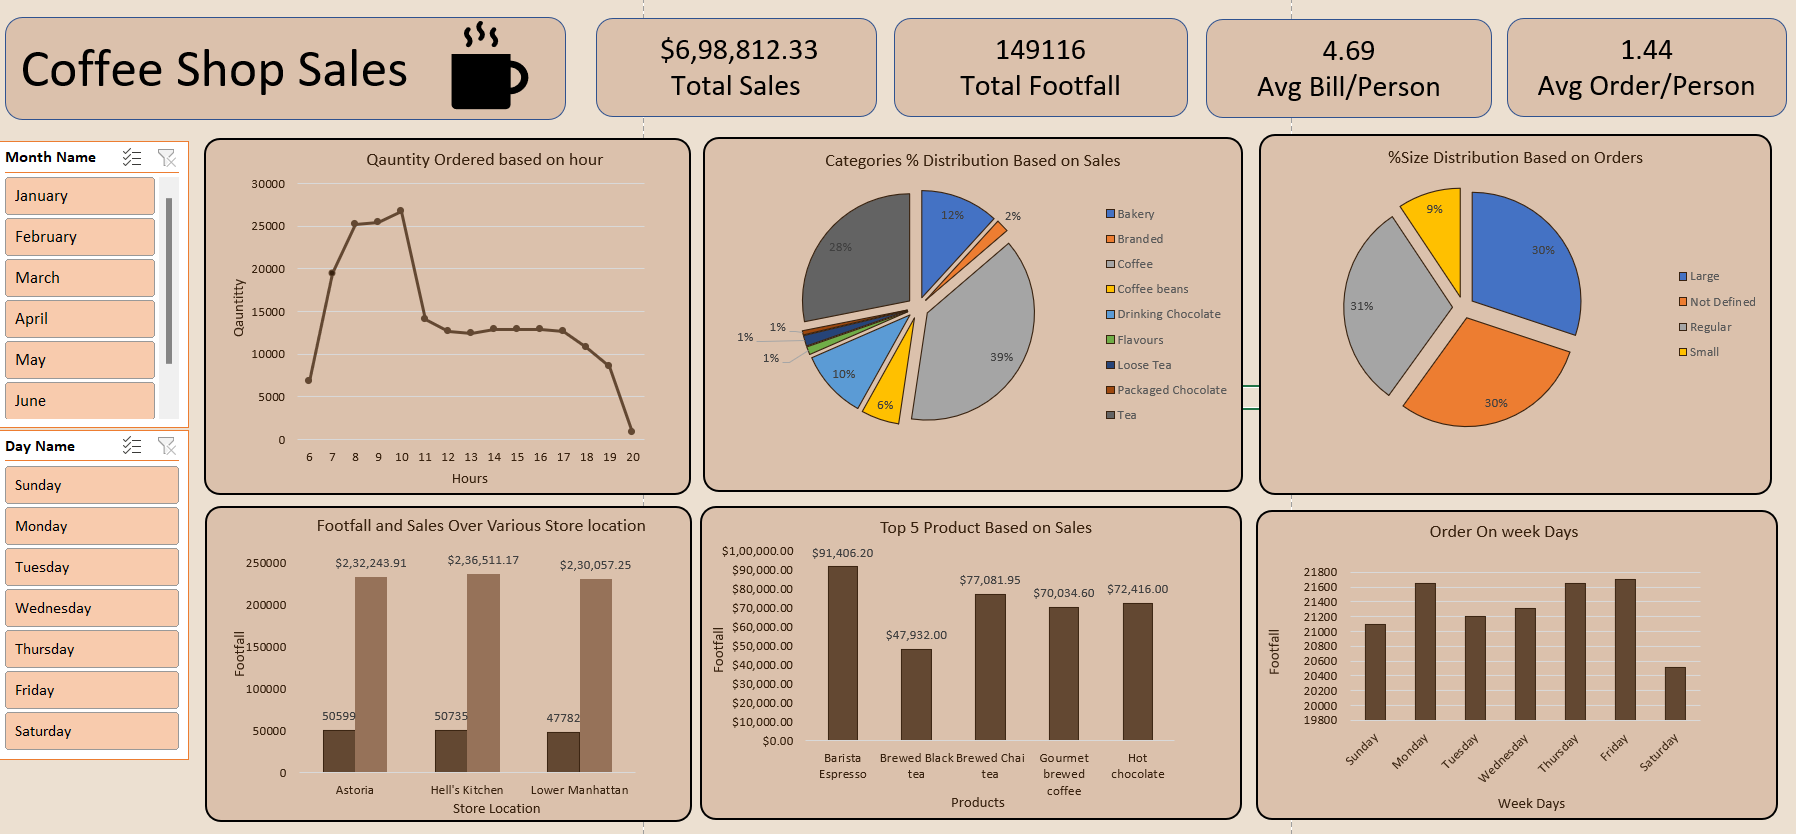 Coffee Shop Sales
$6,98,812.33
Total Sales
149116
Total Footfall
4.69
Avg Bill/Person
1.44
Avg Order/Person
Month Name
January
February
March
April
May
June
Day Name
Sunday
Monday
Tuesday
Wednesday
Thursday
Friday
Saturday
Qauntity Ordered based on hour
30000
25000
20000
15000
10000
5000
0
Qauntitty
6 7 8 9 10 11 12 13 14 15 16 17 18 19 20
Hours
Categories % Distribution Based on Sales
12%
2%
39%
6%
10%
1%
1%
1%
28%
Bakery
Branded
Coffee
Coffee beans
Drinking Chocolate
Flavours
Loose Tea
Packaged Chocolate
Tea
%Size Distribution Based on Orders
30%
30%
31%
9%
Large
Not Defined
Regular
Small
Footfall and Sales Over Various Store location
250000
200000
150000
100000
50000
0
Footfall
$2,32,243.91
$2,36,511.17
$2,30,057.25
50599
50735
47782
Astoria
Hell's Kitchen
Lower Manhattan
Store Location
Top 5 Product Based on Sales
$1,00,000.00
$90,000.00
$80,000.00
$70,000.00
$60,000.00
$50,000.00
$40,000.00
$30,000.00
$20,000.00
$10,000.00
$0.00
Footfall
$91,406.20
$47,932.00
$77,081.95
$70,034.60
$72,416.00
Barista
Espresso
Brewed Black
tea
Brewed Chai
tea
Gourmet
brewed
coffee
Hot
chocolate
Products
Order On week Days
21800
21600
21400
21200
21000
20800
20600
20400
20200
20000
19800
Footfall
Sunday
Monday
Tuesday
Wednesday
Thursday
Friday
Saturday
Week Days